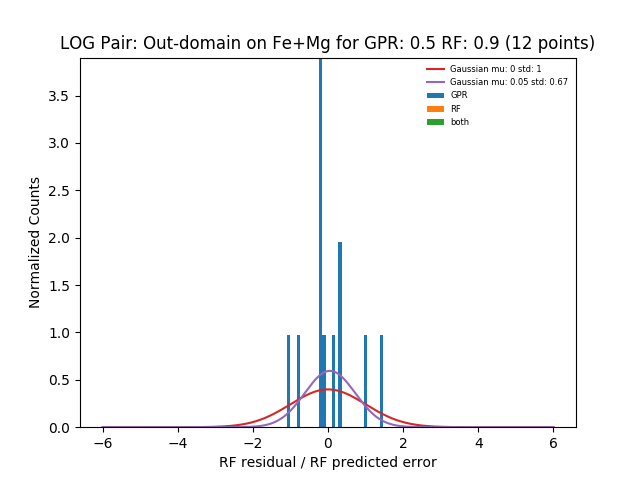 LOG Pair: Out-domain on Fe+Mg for GPR: 0.5 RF: 0.9 (12 points)
Gaussian mu: 0 std: 1
Gaussian mu: 0.05 std: 0.67
GPR
RF
both
Normalized Counts
3.5
3.0
2.5
2.0
1.5
1.0
0.5
0.0
−6
−4
−2
0
2
4
6
RF residual / RF predicted error